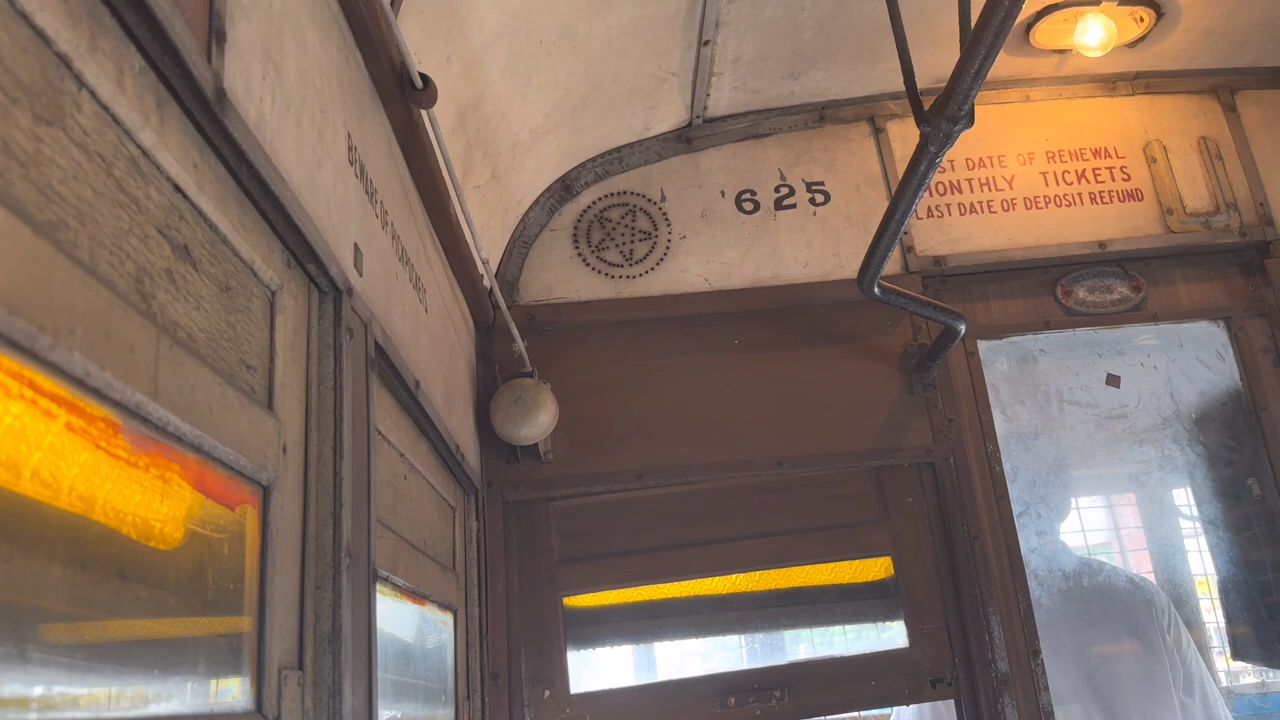 BEWARE OF PICKPOCKETS
625
ST DATE OF RENEWAL
MONTHLY TICKETS
LAST DATE OF DEPOSIT REFUND